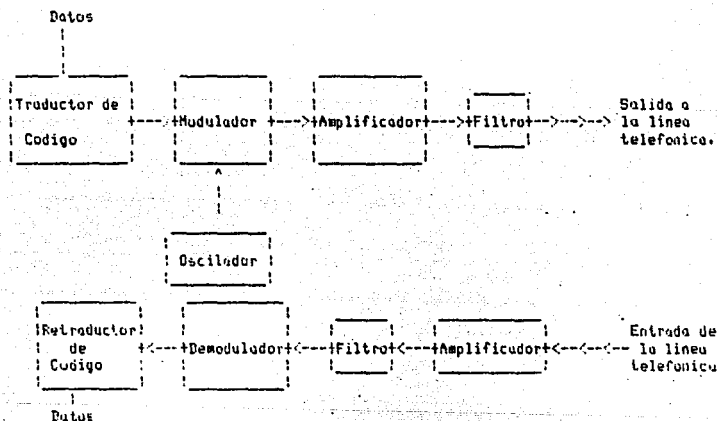 Datos
Traductor de
Codigo
Modulador
Amplificador
Filtro
Salida a
la linea
telefonica.
Oscilador
Retraductor
de
Codigo
Demodulador
Filtro
Amplificador
Entrada de
la linea
telefonica
Datos